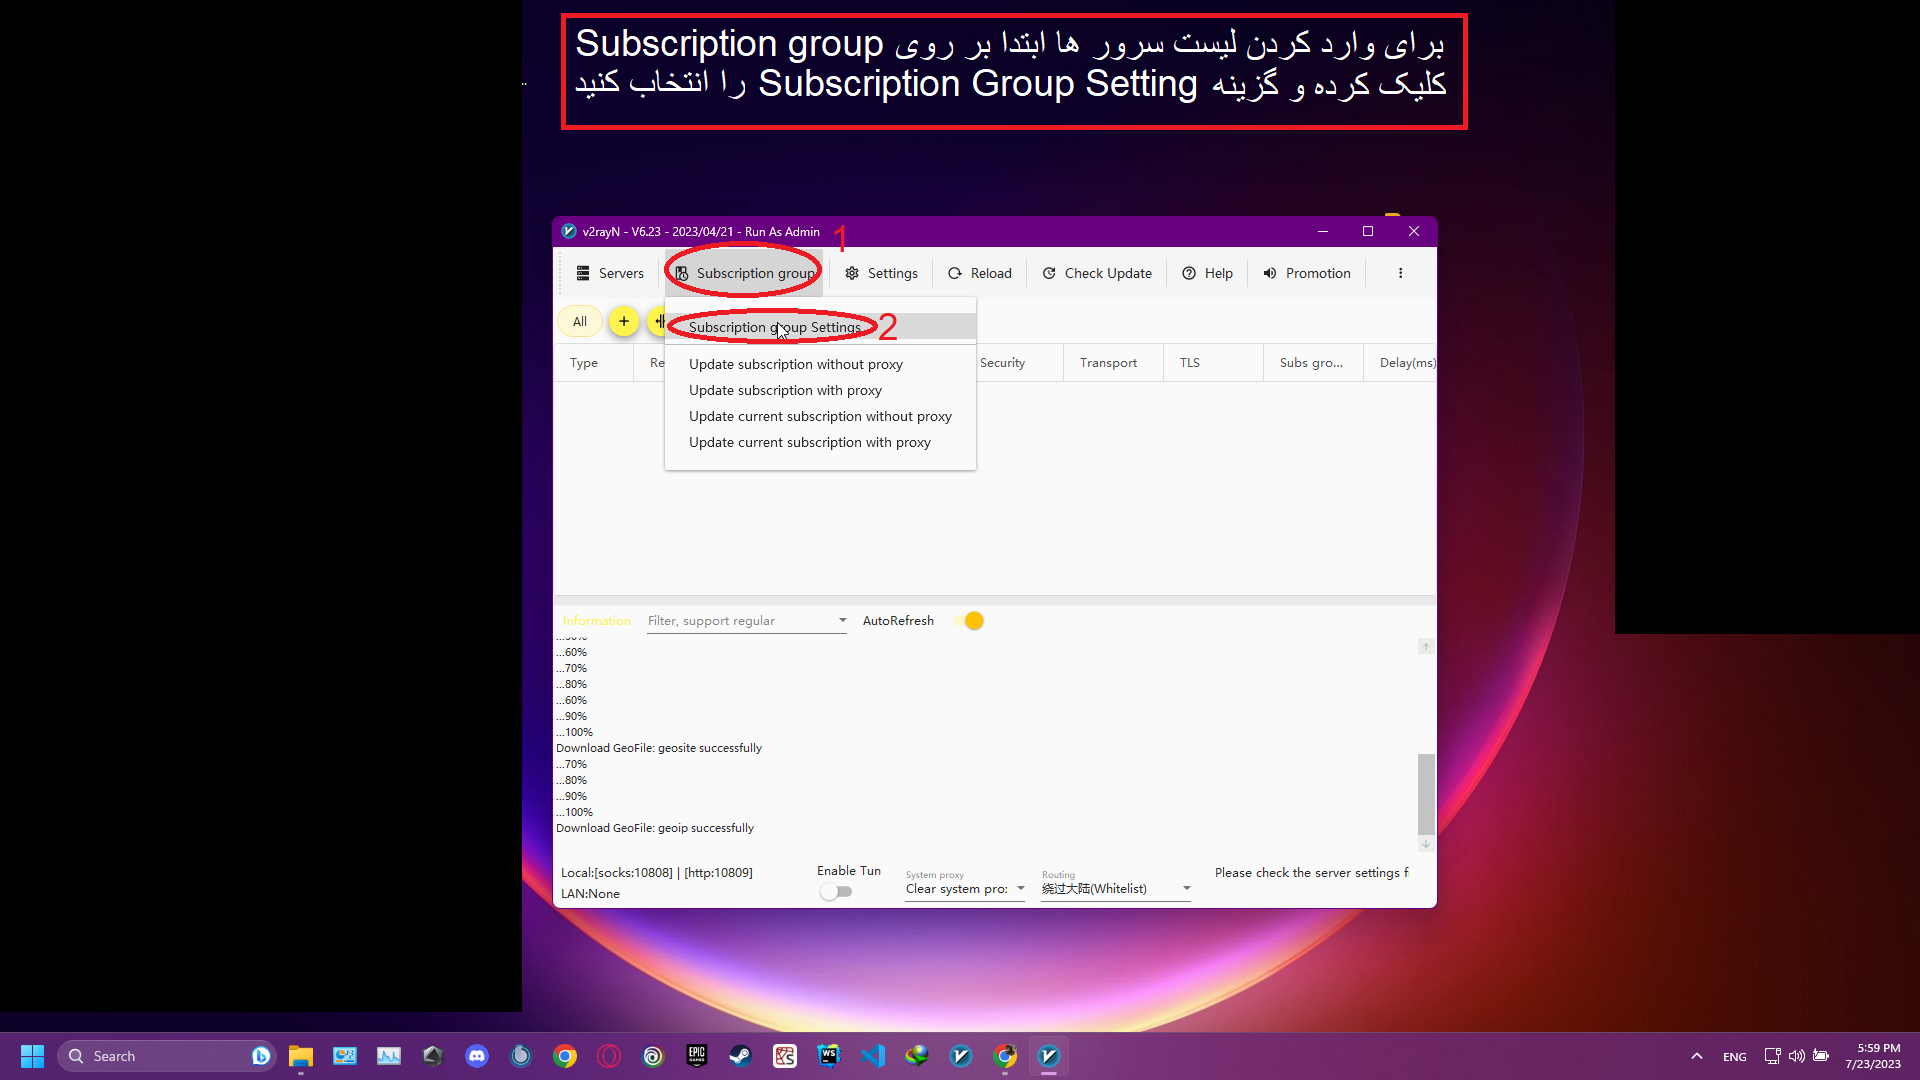 برای وارد کردن لیست سرور ها ابتدا بر روی Subscription group
کلیک کرده و گزینه Subscription Group Setting را انتخاب کنید
..
v2rayN - V6.23 - 2023/04/21 - Run As Admin
1
Servers
Subscription group
Settings
Reload
Check Update
Help
Promotion
All
Subscription group Settings
2
Type
Re
Security
Transport
TLS
Subs gro...
Delay(ms)
Update subscription without proxy
Update subscription with proxy
Update current subscription without proxy
Update current subscription with proxy
Information
Filter, support regular
AutoRefresh
...50%
...60%
...70%
...80%
...60%
...90%
...100%
Download GeoFile: geosite successfully
...70%
...80%
...90%
...100%
Download GeoFile: geoip successfully
Local:[socks:10808] | [http:10809]
LAN:None
Enable Tun
System proxy
Clear system pro
Routing
绕过大陆(Whitelist)
Please check the server settings f
Search
EPIC GAMES
WS
ENG
5:59 PM
7/23/2023